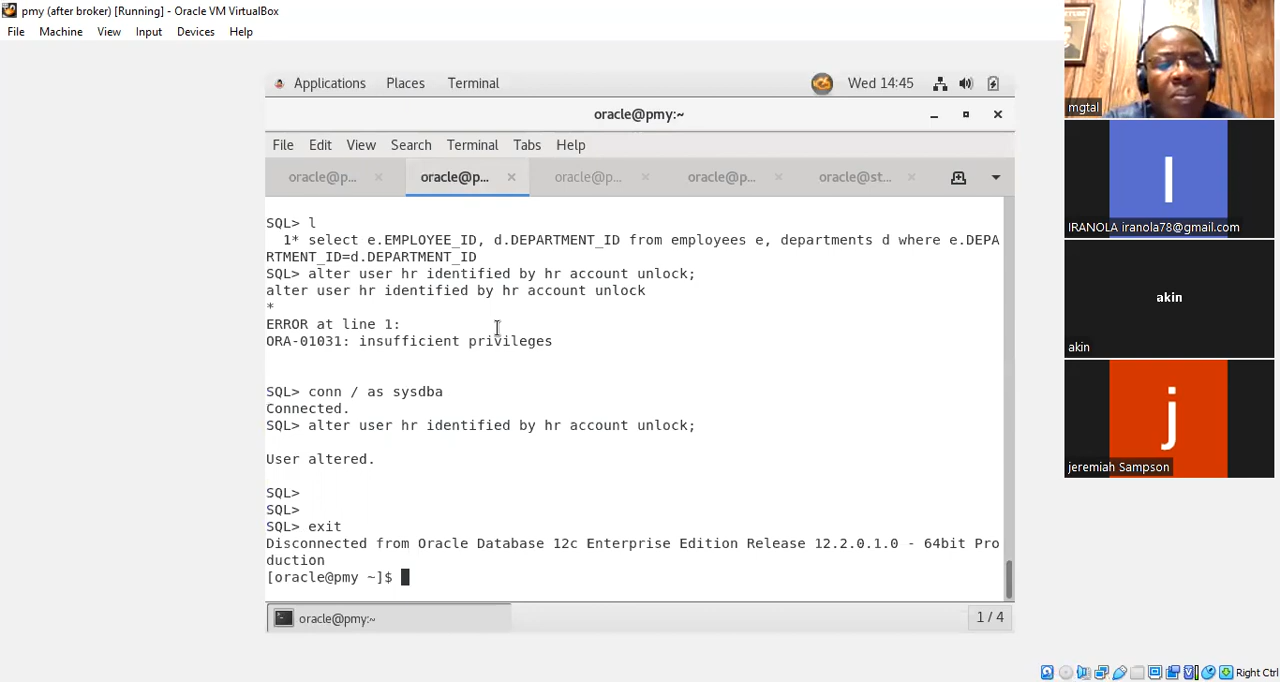 pmy (after broker) [Running] - Oracle VM VirtualBox
File Machine View Input Devices Help
Applications Places Terminal Wed 14:45
oracle@pmy:~
File Edit View Search Terminal Tabs Help
oracle@p... oracle@p... oracle@p... oracle@p... oracle@st...
SQL> l
1* select e.EMPLOYEE_ID, d.DEPARTMENT_ID from employees e, departments d where e.DEPA
RTMENT_ID=d.DEPARTMENT_ID
SQL> alter user hr identified by hr account unlock;
alter user hr identified by hr account unlock
*
ERROR at line 1:
ORA-01031: insufficient privileges
SQL> conn / as sysdba
Connected.
SQL> alter user hr identified by hr account unlock;
User altered.
SQL>
SQL>
SQL> exit
Disconnected from Oracle Database 12c Enterprise Edition Release 12.2.0.1.0 - 64bit Pro
duction
[oracle@pmy ~]$
oracle@pmy:~ 1 / 4
Right Ctrl
mgtal
I
IRANOLA iranola78@gmail.com
akin
akin
j
jeremiah Sampson